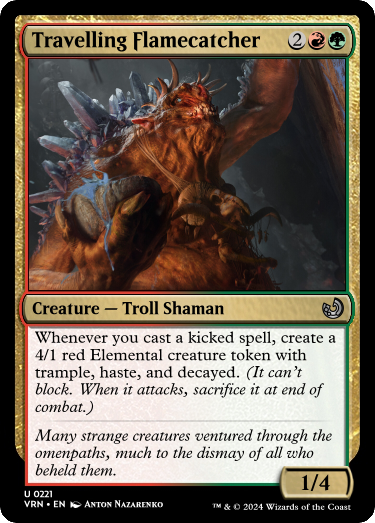 Travelling Flamecatcher 2
Creature — Troll Shaman
Whenever you cast a kicked spell, create a
4/1 red Elemental creature token with
trample, haste, and decayed. (It can't
block. When it attacks, sacrifice it at end of
combat.)
Many strange creatures ventured through the
omenpaths, much to the dismay of all who
beheld them.
1/4
U 0221
VRN • EN Anton Nazarenko
™ & © 2024 Wizards of the Coast